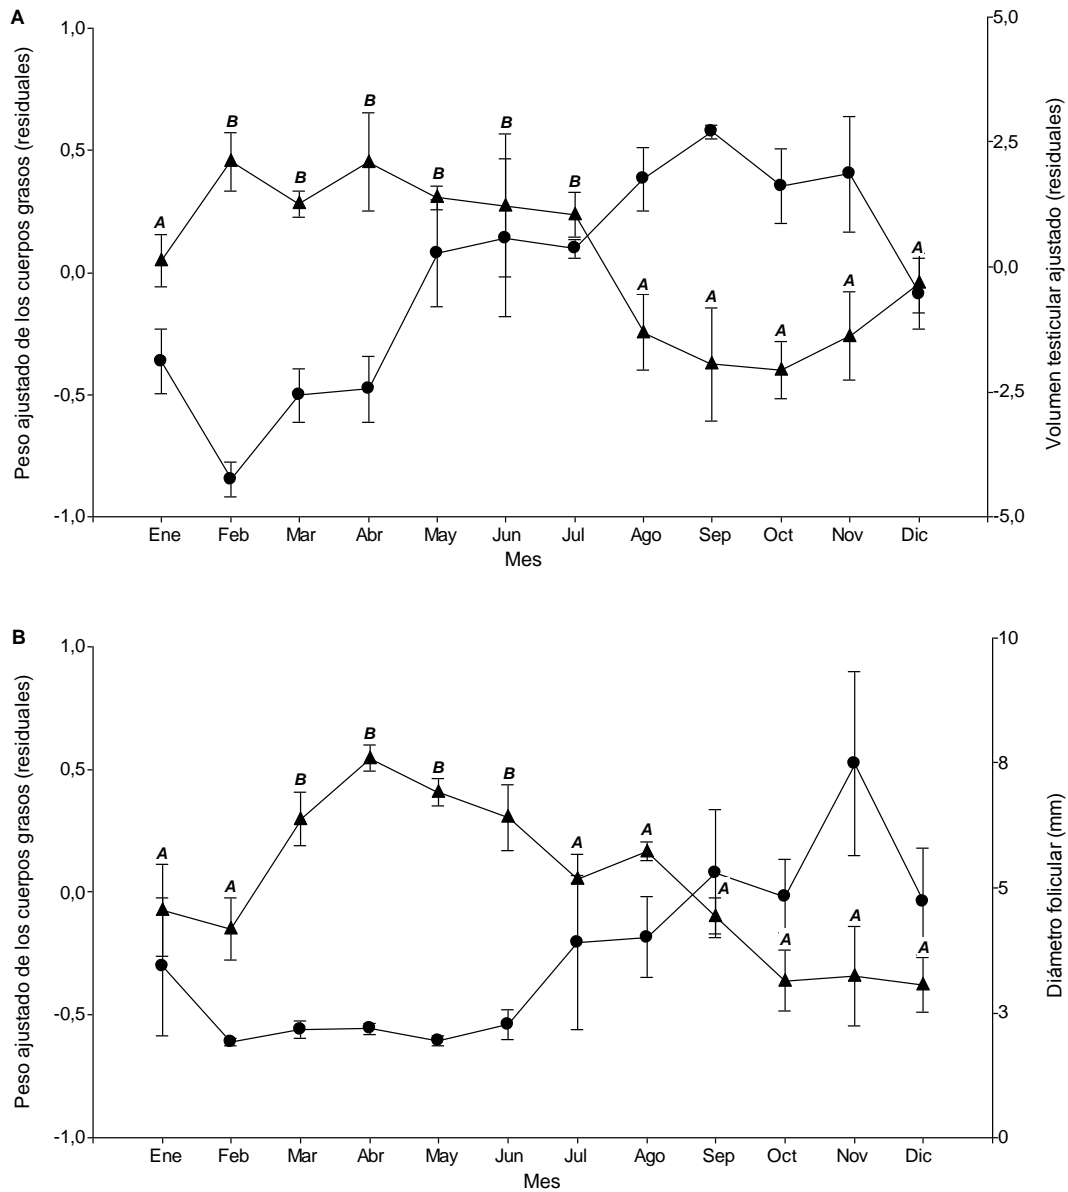 A
Peso ajustado de los cuerpos grasos (residuales)
Volumen testicular ajustado (residuales)
1,0
0,5
0,0
-0,5
-1,0
5,0
2,5
0,0
-2,5
-5,0
A
B
B
B
B
B
B
A
A
A
A
A
Ene Feb Mar Abr May Jun Jul Ago Sep Oct Nov Dic
Mes
B
Peso ajustado de los cuerpos grasos (residuales)
Diámetro folicular (mm)
1,0
0,5
0,0
-0,5
-1,0
10
8
5
3
0
A
A
B
B
B
B
A
A
A
A
A
A
Ene Feb Mar Abr May Jun Jul Ago Sep Oct Nov Dic
Mes